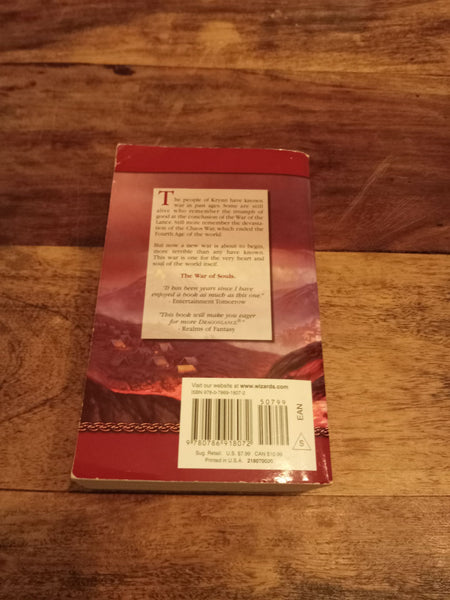 The people of Krynn have known
war in past ages. Some are still
alive who remember the triumph of
good at the conclusion of the War of the
Lance. Still more remember the devasta-
tion of the Chaos War, which ended the
Fourth Age of the world.
But now a new war is about to begin,
more terrible than any have known.
This war is one for the very heart and
soul of the world itself.
The War of Souls.
"It has been years since I have
enjoyed a book as much as this one."
- Entertainment Tomorrow
"This book will make you eager
for more DRAGONLANCE®"
- Realms of Fantasy
Visit our website at www.wizards.com
ISBN 978-0-7869-1807-2
50799
EAN
S
9 780786 918072
Sug. Retail: U.S. $7.99 CAN $10.99
Printed in U.S.A.